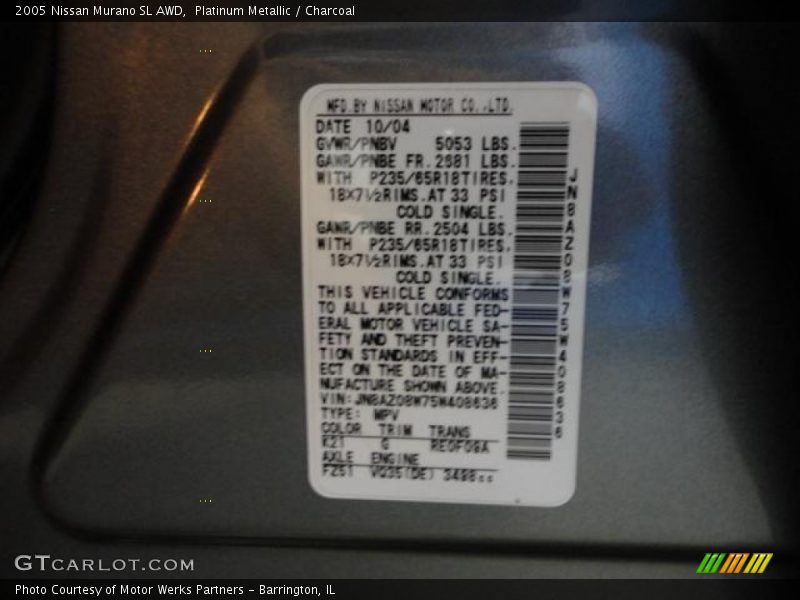 2005 Nissan Murano SL AWD,  Platinum Metallic / Charcoal
MFD.BY NISSAN MOTOR CO.,LTD.
DATE 10/04
GVWR/PNBV 5053 LBS.
GAWR/PNBE FR.2681 LBS.
WITH P235/65R18TIRES.
18X7½RIMS.AT 33 PSI
COLD SINGLE.
GAWR/PNBE RR.2504 LBS.
WITH P235/65R18TIRES.
18X7½RIMS.AT 33 PSI
COLD SINGLE.
THIS VEHICLE CONFORMS
TO ALL APPLICABLE FED-
ERAL MOTOR VEHICLE SA-
FETY AND THEFT PREVEN-
TION STANDARDS IN EFF-
ECT ON THE DATE OF MA-
NUFACTURE SHOWN ABOVE.
VIN:JN8AZ08W75W408636
TYPE: MPV
COLOR TRIM TRANS
K21 G RE0F09A
AXLE ENGINE
FZ51 VQ35(DE) 3498cc
JN8AZ08W75W408636
GTCARLOT.COM
Photo Courtesy of Motor Werks Partners - Barrington, IL